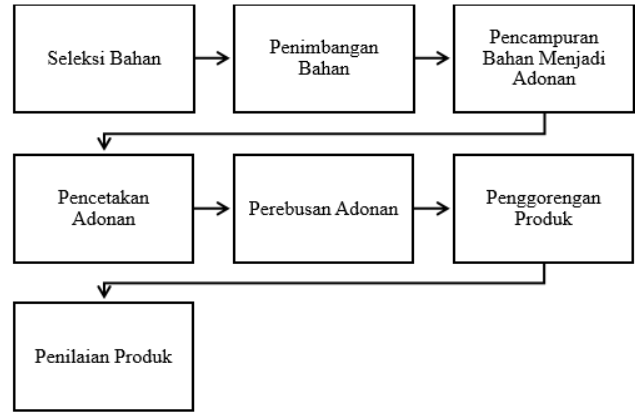 Seleksi Bahan
Penimbangan
Bahan
Pencampuran
Bahan Menjadi
Adonan
Pencetakan
Adonan
Perebusan Adonan
Penggorengan
Produk
Penilaian Produk